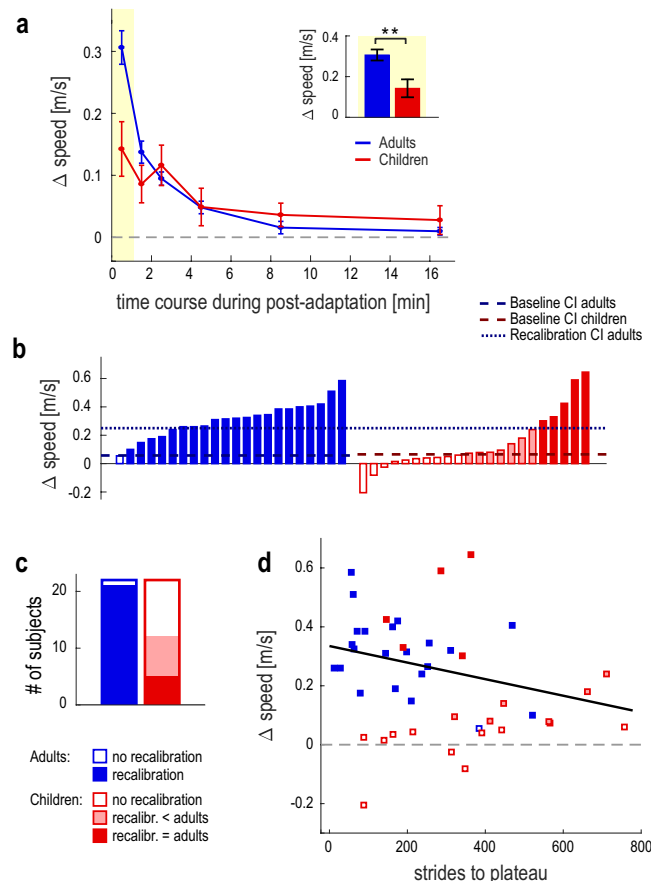 a
Δ speed [m/s]
0.3
0.2
0.1
0
0 2 4 6 8 10 12 14 16
time course during post-adaptation [min]
**
Δ speed [m/s]
0.4
0.2
0
Adults
Children
Baseline CI adults
Baseline CI children
Recalibration CI adults
b
Δ speed [m/s]
0.6
0.4
0.2
0
-0.2
c
# of subjects
20
10
0
Adults:
no recalibration
recalibration
Children:
no recalibration
recalibr. < adults
recalibr. = adults
d
Δ speed [m/s]
0.6
0.4
0.2
0
-0.2
0 200 400 600 800
strides to plateau